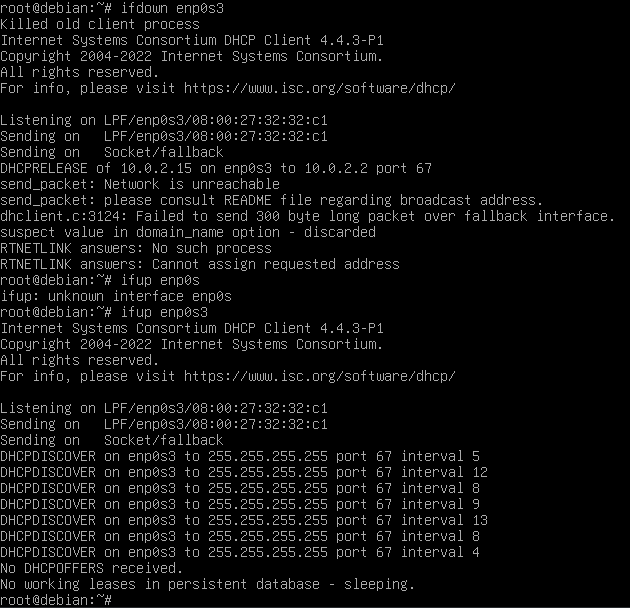 root@debian:~# ifdown enp0s3
Killed old client process
Internet Systems Consortium DHCP Client 4.4.3-P1
Copyright 2004-2022 Internet Systems Consortium.
All rights reserved.
For info, please visit https://www.isc.org/software/dhcp/

Listening on LPF/enp0s3/08:00:27:32:32:c1
Sending on   LPF/enp0s3/08:00:27:32:32:c1
Sending on   Socket/fallback
DHCPRELEASE of 10.0.2.15 on enp0s3 to 10.0.2.2 port 67
send_packet: Network is unreachable
send_packet: please consult README file regarding broadcast address.
dhclient.c:3124: Failed to send 300 byte long packet over fallback interface.
suspect value in domain_name option - discarded
RTNETLINK answers: No such process
RTNETLINK answers: Cannot assign requested address
root@debian:~# ifup enp0s
ifup: unknown interface enp0s
root@debian:~# ifup enp0s3
Internet Systems Consortium DHCP Client 4.4.3-P1
Copyright 2004-2022 Internet Systems Consortium.
All rights reserved.
For info, please visit https://www.isc.org/software/dhcp/

Listening on LPF/enp0s3/08:00:27:32:32:c1
Sending on   LPF/enp0s3/08:00:27:32:32:c1
Sending on   Socket/fallback
DHCPDISCOVER on enp0s3 to 255.255.255.255 port 67 interval 5
DHCPDISCOVER on enp0s3 to 255.255.255.255 port 67 interval 12
DHCPDISCOVER on enp0s3 to 255.255.255.255 port 67 interval 8
DHCPDISCOVER on enp0s3 to 255.255.255.255 port 67 interval 9
DHCPDISCOVER on enp0s3 to 255.255.255.255 port 67 interval 13
DHCPDISCOVER on enp0s3 to 255.255.255.255 port 67 interval 8
DHCPDISCOVER on enp0s3 to 255.255.255.255 port 67 interval 4
No DHCPOFFERS received.
No working leases in persistent database - sleeping.
root@debian:~#